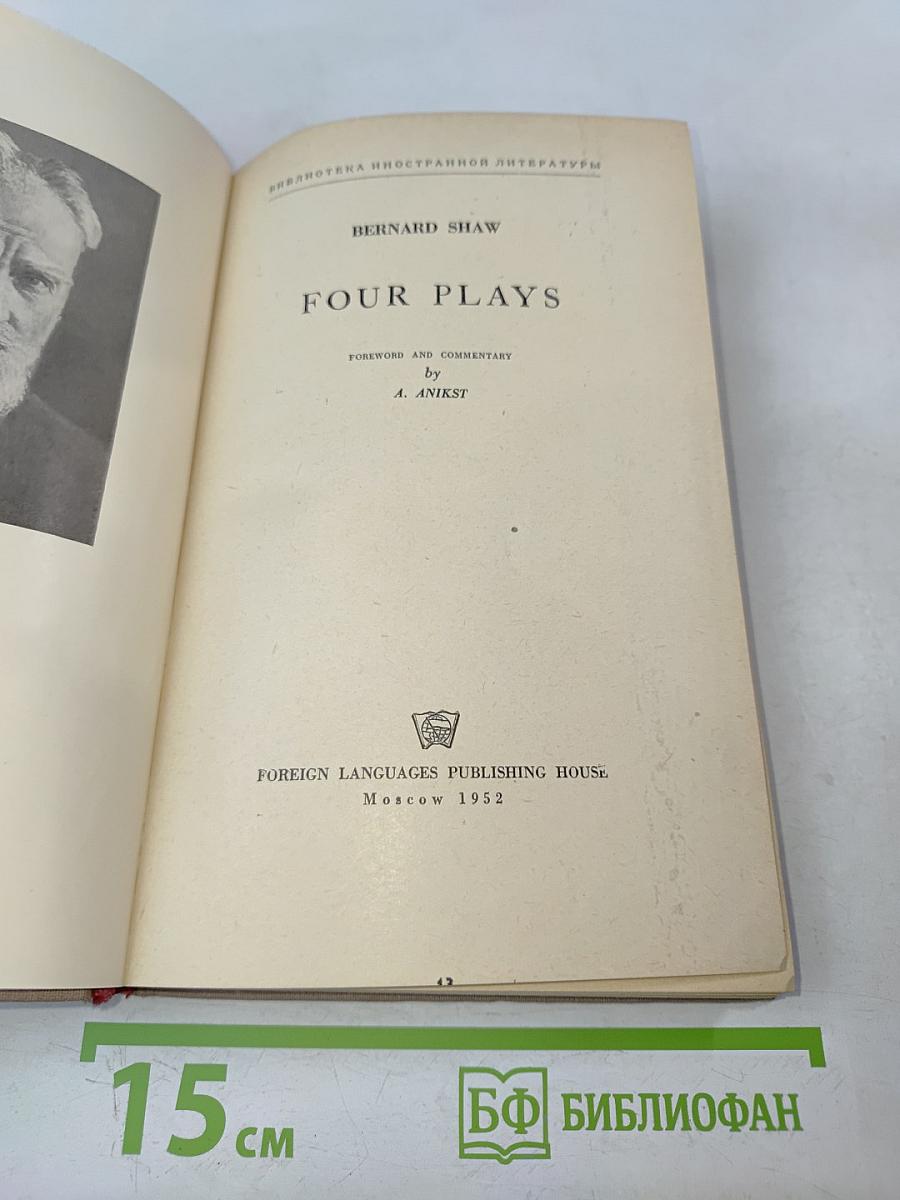 БИБЛИОТЕКА ИНОСТРАННОЙ ЛИТЕРАТУРЫ
BERNARD SHAW
FOUR PLAYS
FOREWORD AND COMMENTARY
by
A. ANIKST
FOREIGN LANGUAGES PUBLISHING HOUSE
Moscow 1952
15 см
БФ БИБЛИОФАН